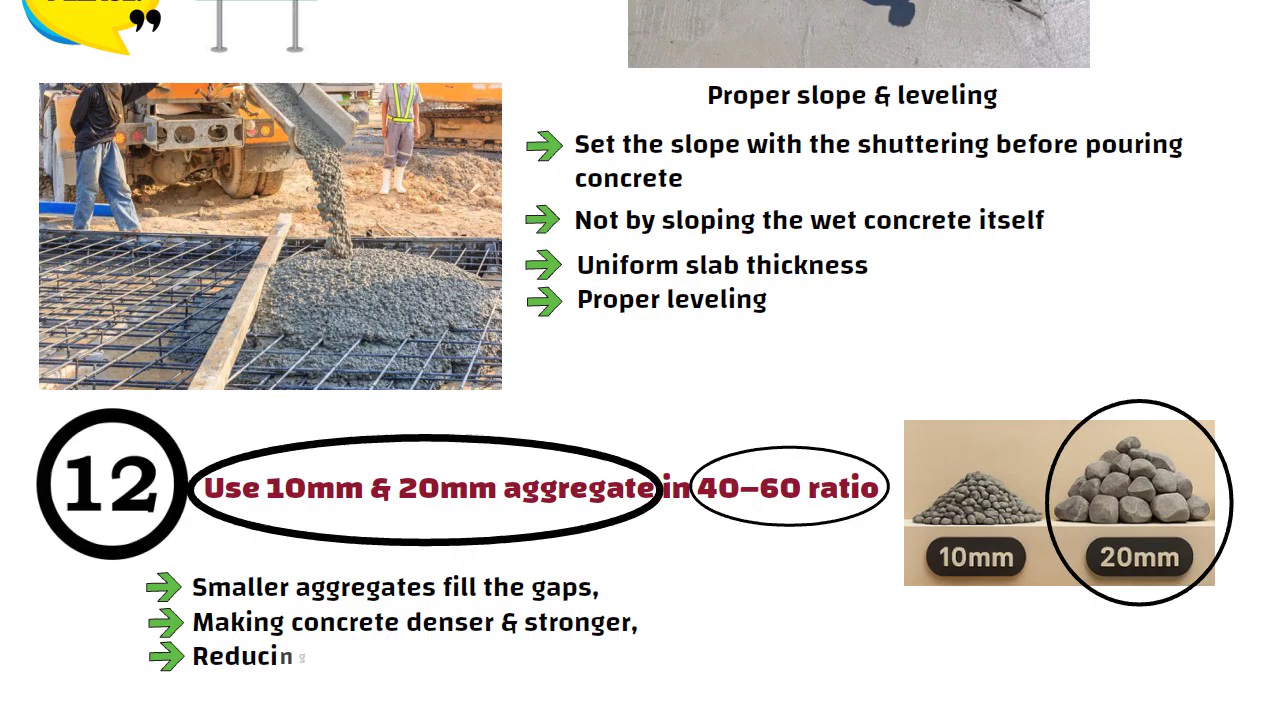 Proper slope & leveling
Set the slope with the shuttering before pouring
concrete
Not by sloping the wet concrete itself
Uniform slab thickness
Proper leveling
12
Use 10mm & 20mm aggregate in 40–60 ratio
10mm
20mm
Smaller aggregates fill the gaps,
Making concrete denser & stronger,
Reducing